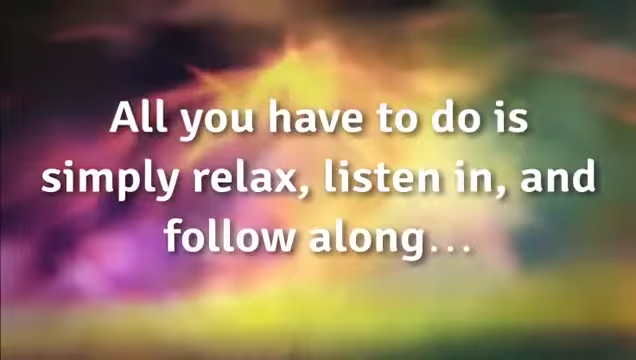 All you have to do is
simply relax, listen in, and
follow along...